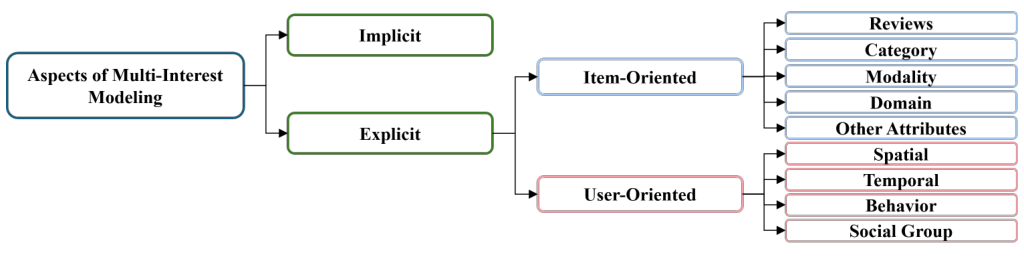 Aspects of Multi-Interest
Modeling
Implicit
Explicit
Item-Oriented
User-Oriented
Reviews
Category
Modality
Domain
Other Attributes
Spatial
Temporal
Behavior
Social Group